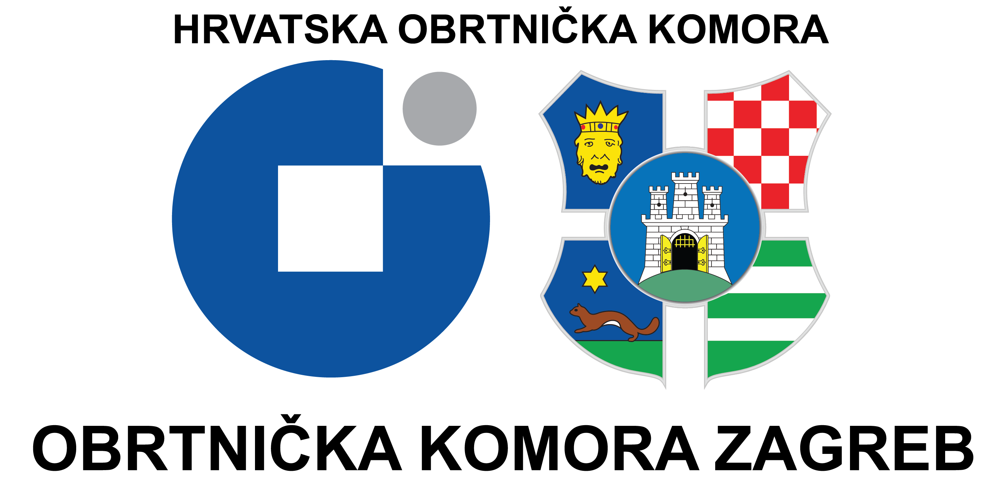 HRVATSKA OBRTNIČKA KOMORA
OBRTNIČKA KOMORA ZAGREB